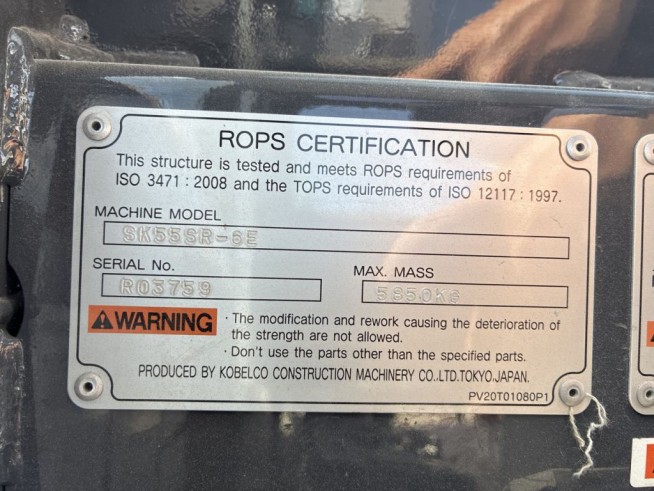 ROPS CERTIFICATION
This structure is tested and meets ROPS requirements of
ISO 3471 : 2008 and the TOPS requirements of ISO 12117 : 1997.
MACHINE MODEL
SK55SR-6E
SERIAL No.
MAX. MASS
R03759
5850KG
WARNING
· The modification and rework causing the deterioration of
the strength are not allowed.
· Don't use the parts other than the specified parts.
PRODUCED BY KOBELCO CONSTRUCTION MACHINERY CO.,LTD.TOKYO,JAPAN.
PV20T01080P1